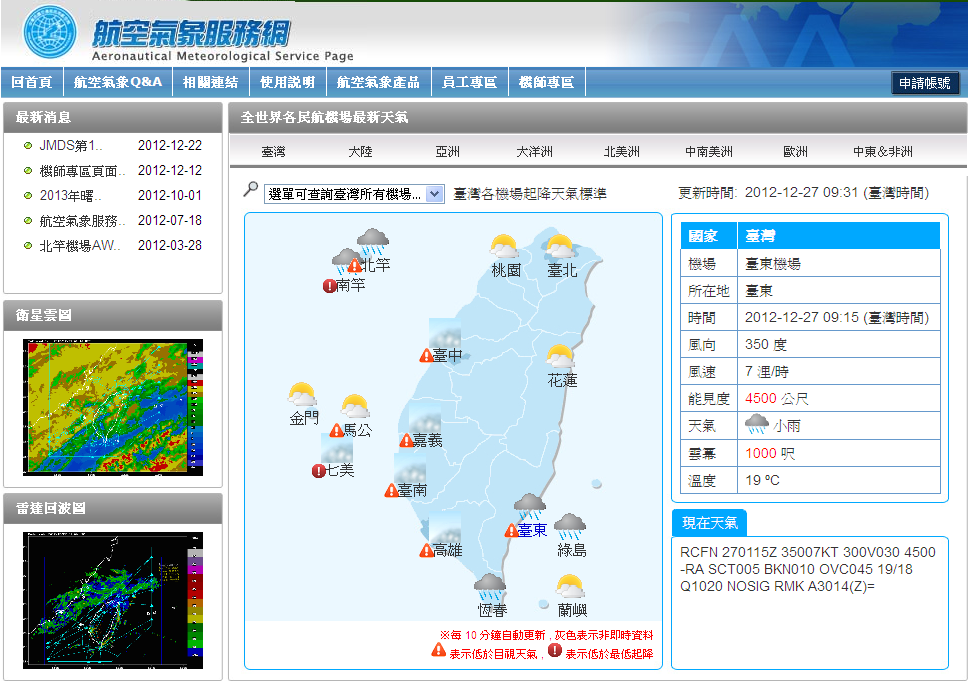 航空氣象服務網
Aeronautical Meteorological Service Page
回首頁 航空氣象Q&A 相關連結 使用說明 航空氣象產品 員工專區 機師專區 申請帳號
最新消息
JMDS第1.. 2012-12-22
機師專區頁面.. 2012-12-12
2013年曙.. 2012-10-01
航空氣象服務.. 2012-07-18
北竿機場AW.. 2012-03-28
衛星雲圖
雷達回波圖
全世界各民航機場最新天氣
臺灣 大陸 亞洲 大洋洲 北美洲 中南美洲 歐洲 中東&非洲
選單可查詢臺灣所有機場... 臺灣各機場起降天氣標準 更新時間: 2012-12-27 09:31 (臺灣時間)
北竿
南竿
桃園
臺北
臺中
花蓮
金門
馬公
嘉義
七美
臺南
臺東
高雄
綠島
恆春
蘭嶼
※每 10 分鐘自動更新 , 灰色表示非即時資料
表示低於目視天氣 , 表示低於最低起降
國家 臺灣
機場 臺東機場
所在地 臺東
時間 2012-12-27 09:15 (臺灣時間)
風向 350 度
風速 7 浬/時
能見度 4500 公尺
天氣 小雨
雲幕 1000 呎
溫度 19 ºC
現在天氣
RCFN 270115Z 35007KT 300V030 4500
-RA SCT005 BKN010 OVC045 19/18
Q1020 NOSIG RMK A3014(Z)=